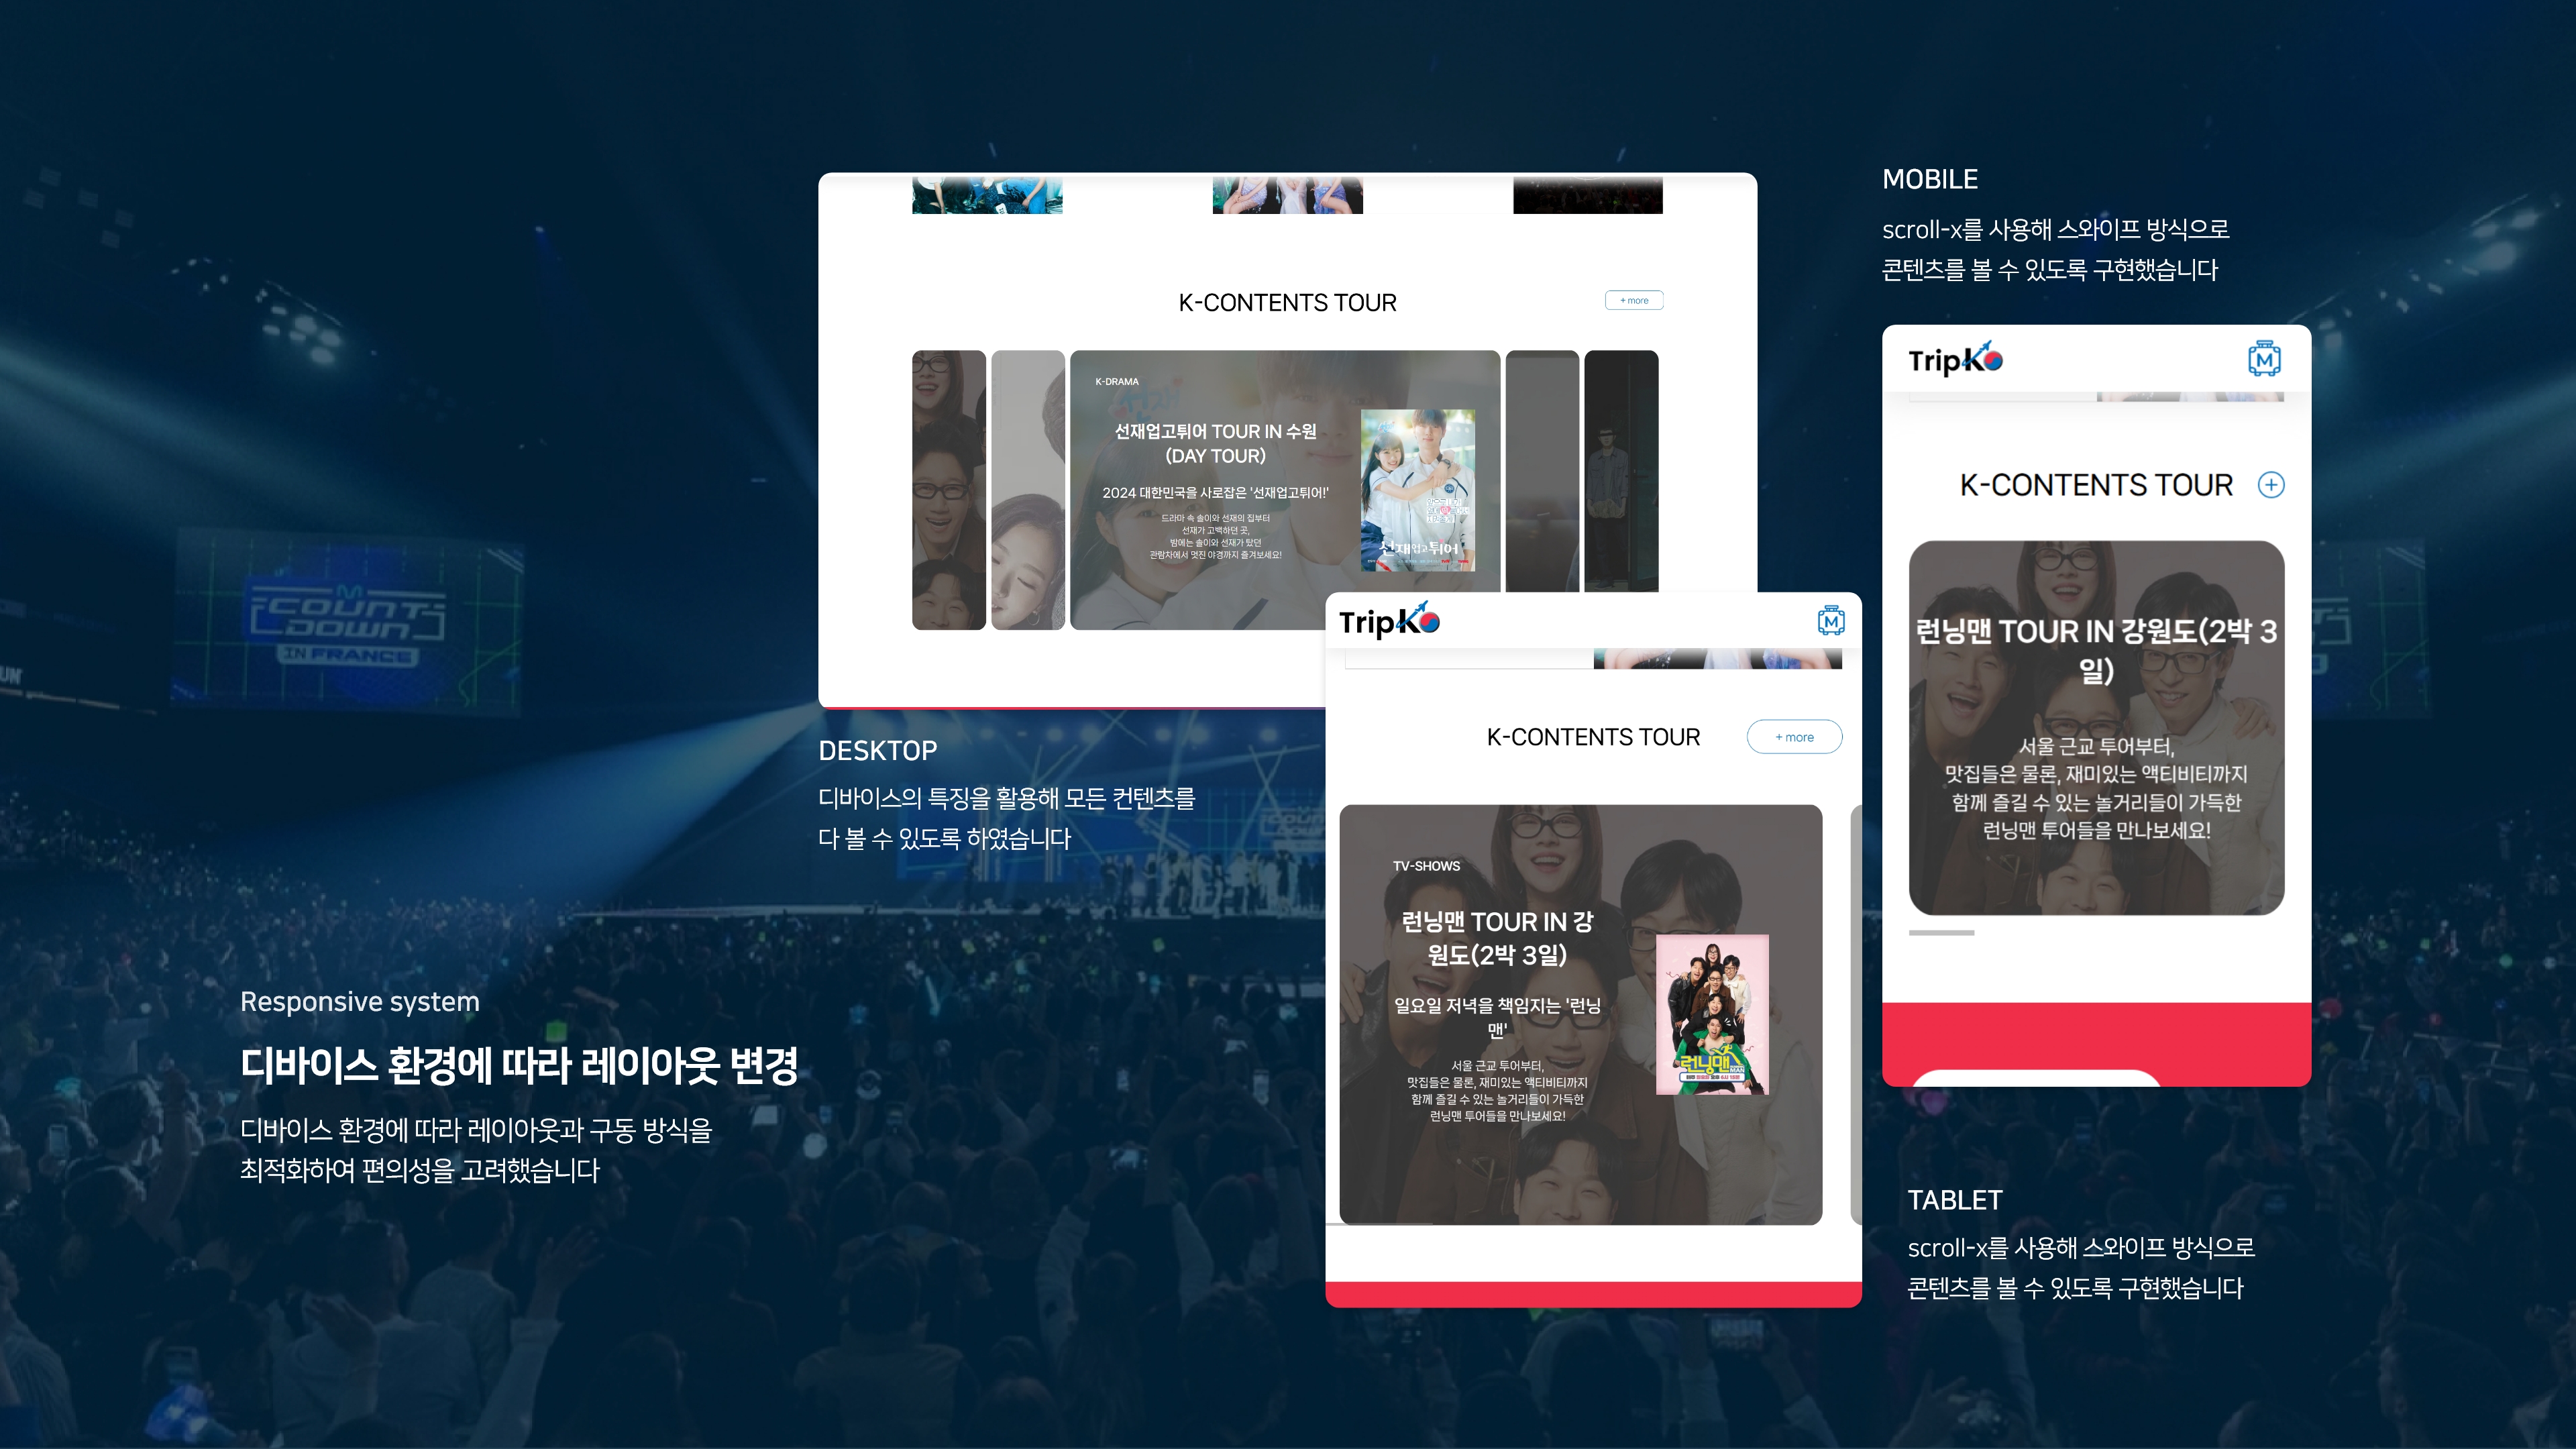 K-CONTENTS TOUR
+ more
K-DRAMA
선재업고튀어 TOUR IN 수원
(DAY TOUR)
2024 대한민국을 사로잡은 '선재업고튀어!'
드라마 속 솔이와 선재의 집부터
선재가 고백하던 곳,
밤에는 솔이와 선재가 탔던
관람차에서 멋진 야경까지 즐겨보세요!
선재업고튀어
DESKTOP
디바이스의 특징을 활용해 모든 컨텐츠를
다 볼 수 있도록 하였습니다
Responsive system
디바이스 환경에 따라 레이아웃 변경
디바이스 환경에 따라 레이아웃과 구동 방식을
최적화하여 편의성을 고려했습니다
TripKO
M
K-CONTENTS TOUR
+ more
TV-SHOWS
런닝맨 TOUR IN 강
원도(2박 3일)
일요일 저녁을 책임지는 '런닝
맨'
서울 근교 투어부터,
맛집들은 물론, 재미있는 액티비티까지
함께 즐길 수 있는 놀거리들이 가득한
런닝맨 투어들을 만나보세요!
런닝맨
MOBILE
scroll-x를 사용해 스와이프 방식으로
콘텐츠를 볼 수 있도록 구현했습니다
TripKO
M
K-CONTENTS TOUR
런닝맨 TOUR IN 강원도(2박 3
일)
서울 근교 투어부터,
맛집들은 물론, 재미있는 액티비티까지
함께 즐길 수 있는 놀거리들이 가득한
런닝맨 투어들을 만나보세요!
TABLET
scroll-x를 사용해 스와이프 방식으로
콘텐츠를 볼 수 있도록 구현했습니다
M
COUNT
DOWN
IN FRANCE